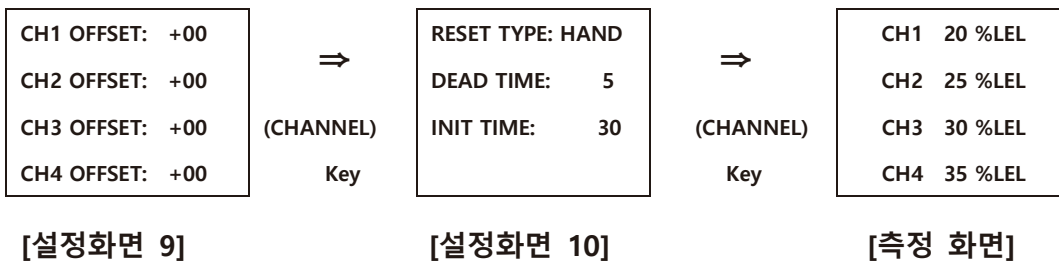 CH1 OFFSET: +00
CH2 OFFSET: +00
CH3 OFFSET: +00
CH4 OFFSET: +00
⇒
(CHANNEL)
Key
RESET TYPE: HAND
DEAD TIME: 5
INIT TIME: 30
⇒
(CHANNEL)
Key
CH1 20 %LEL
CH2 25 %LEL
CH3 30 %LEL
CH4 35 %LEL
[설정화면 9]
[설정화면 10]
[측정 화면]